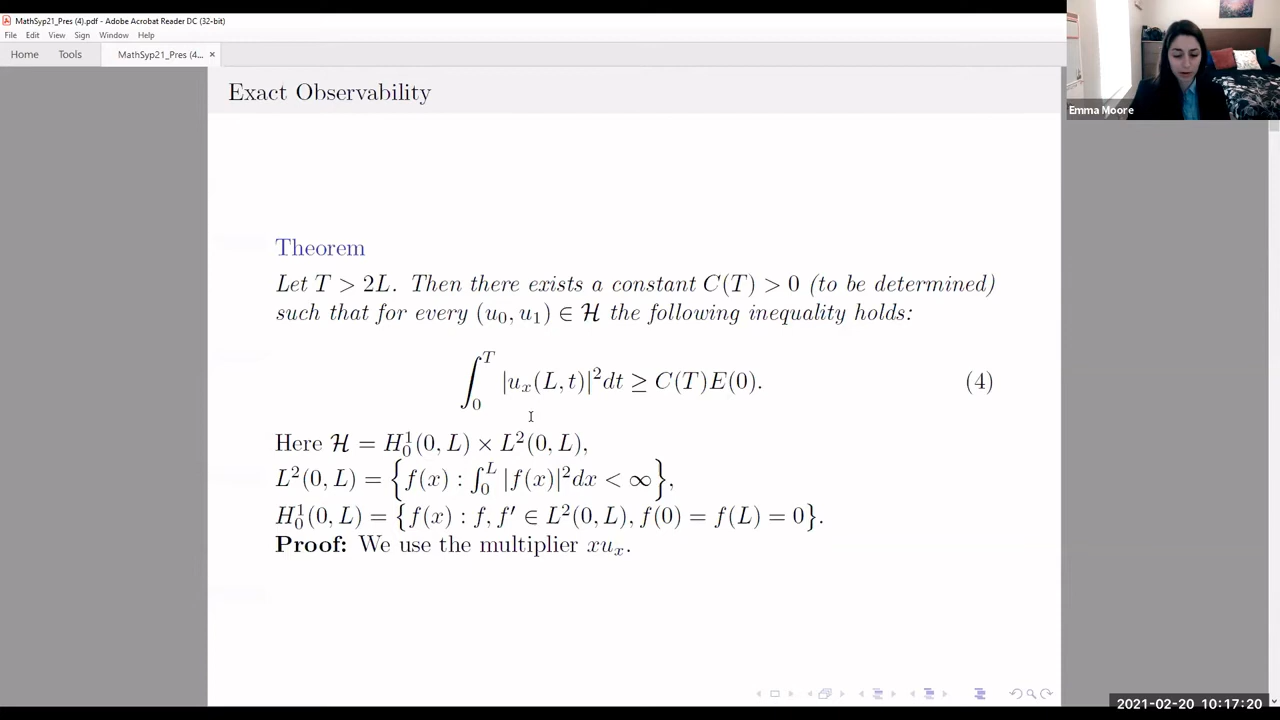 MathSyp21_Pres (4).pdf - Adobe Acrobat Reader DC (32-bit)
File Edit View Sign Window Help
Home Tools MathSyp21_Pres (4... ×
Exact Observability
Emma Moore
Theorem
Let T > 2L. Then there exists a constant C(T) > 0 (to be determined)
such that for every (u₀, u₁) ∈ ℋ the following inequality holds:
∫₀ᵀ |uₓ(L, t)|²dt ≥ C(T)E(0). (4)
Here ℋ = H₀¹(0, L) × L²(0, L),
L²(0, L) = {f(x) : ∫₀ᴸ |f(x)|²dx < ∞},
H₀¹(0, L) = {f(x) : f, f′ ∈ L²(0, L), f(0) = f(L) = 0}.
Proof: We use the multiplier xuₓ.
2021-02-20 10:17:20